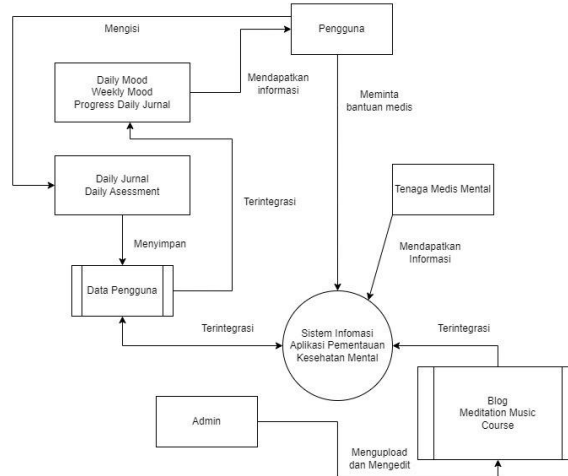 Mengisi
Pengguna
Daily Mood
Weekly Mood
Progress Daily Jurnal
Mendapatkan
informasi
Meminta
bantuan medis
Daily Jurnal
Daily Asessment
Terintegrasi
Tenaga Medis Mental
Menyimpan
Mendapatkan
Informasi
Data Pengguna
Terintegrasi
Sistem Infomasi
Aplikasi Pementauan
Kesehatan Mental
Terintegrasi
Blog
Meditation Music
Course
Admin
Mengupload
dan Mengedit